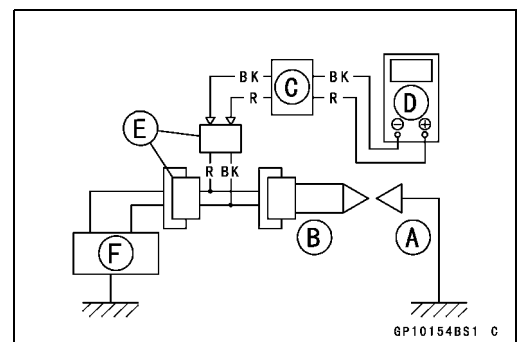 BK C BK
R R D
⊖ ⊕
E
R BK
B A
F
GP10154BS1 C